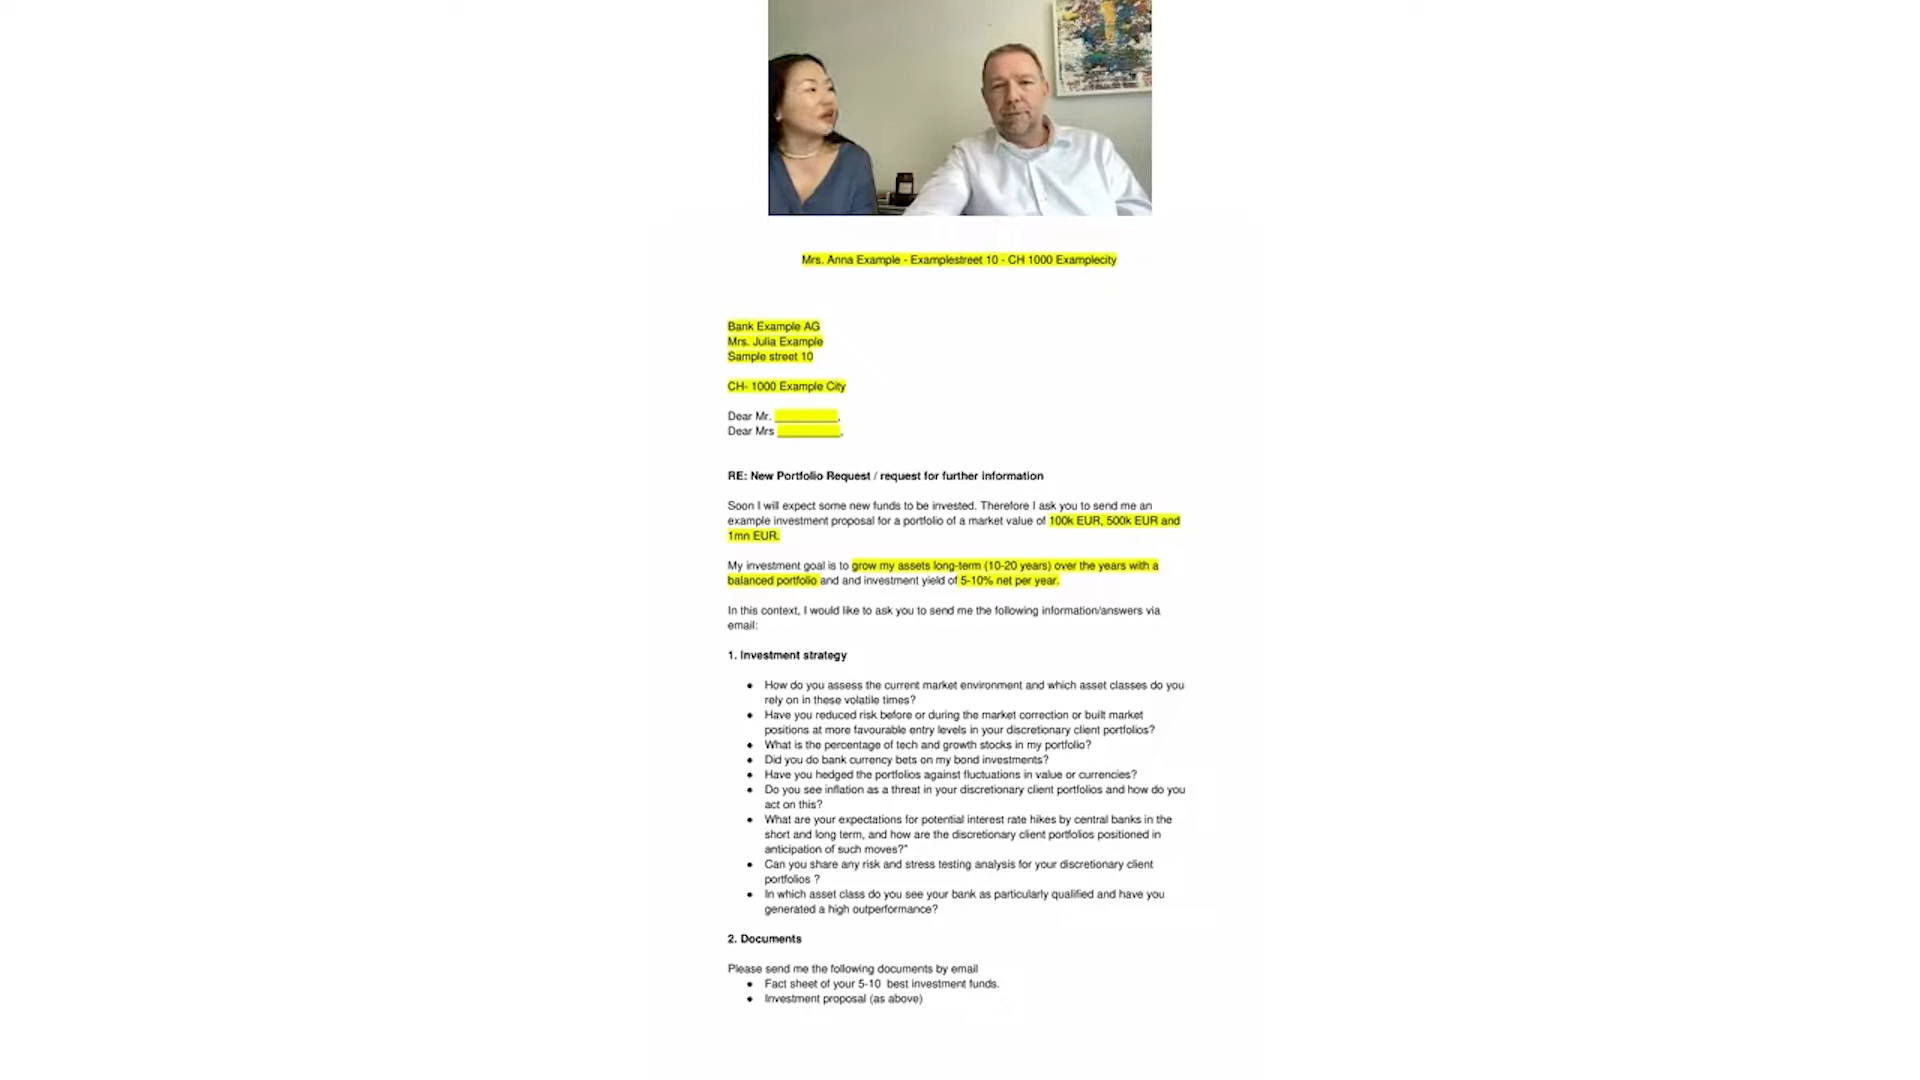 Mrs. Anna Example - Examplestreet 10 - CH 1000 Examplecity
Bank Example AG
Mrs. Julia Example
Sample street 10
CH- 1000 Example City
Dear Mr. __________,
Dear Mrs __________,
RE: New Portfolio Request / request for further information
Soon I will expect some new funds to be invested. Therefore I ask you to send me an
example investment proposal for a portfolio of a market value of 100k EUR, 500k EUR and
1mn EUR.
My investment goal is to grow my assets long-term (10-20 years) over the years with a
balanced portfolio and and investment yield of 5-10% net per year.
In this context, I would like to ask you to send me the following information/answers via
email:
1. Investment strategy
● How do you assess the current market environment and which asset classes do you
rely on in these volatile times?
● Have you reduced risk before or during the market correction or built market
positions at more favourable entry levels in your discretionary client portfolios?
● What is the percentage of tech and growth stocks in my portfolio?
● Did you do bank currency bets on my bond investments?
● Have you hedged the portfolios against fluctuations in value or currencies?
● Do you see inflation as a threat in your discretionary client portfolios and how do you
act on this?
● What are your expectations for potential interest rate hikes by central banks in the
short and long term, and how are the discretionary client portfolios positioned in
anticipation of such moves?"
● Can you share any risk and stress testing analysis for your discretionary client
portfolios ?
● In which asset class do you see your bank as particularly qualified and have you
generated a high outperformance?
2. Documents
Please send me the following documents by email
● Fact sheet of your 5-10 best investment funds.
● Investment proposal (as above)